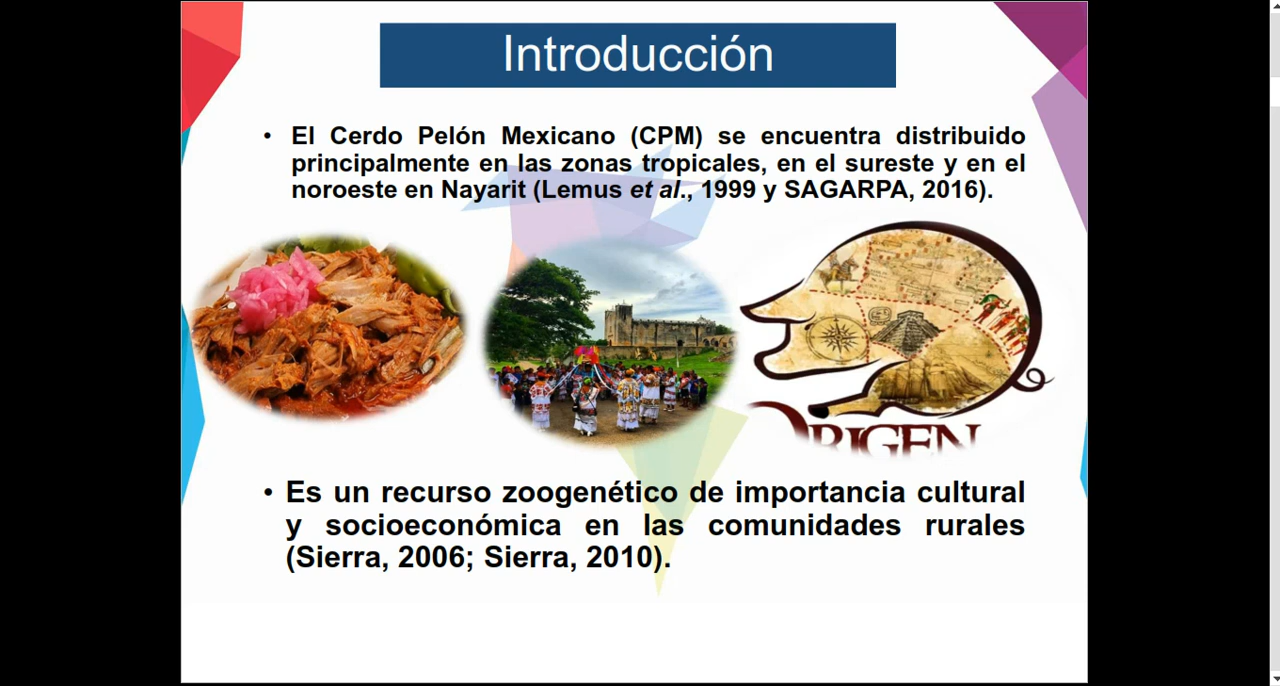 Introducción
• El Cerdo Pelón Mexicano (CPM) se encuentra distribuido
principalmente en las zonas tropicales, en el sureste y en el
noroeste en Nayarit (Lemus et al., 1999 y SAGARPA, 2016).
ORIGEN
• Es un recurso zoogenético de importancia cultural
y socioeconómica en las comunidades rurales
(Sierra, 2006; Sierra, 2010).